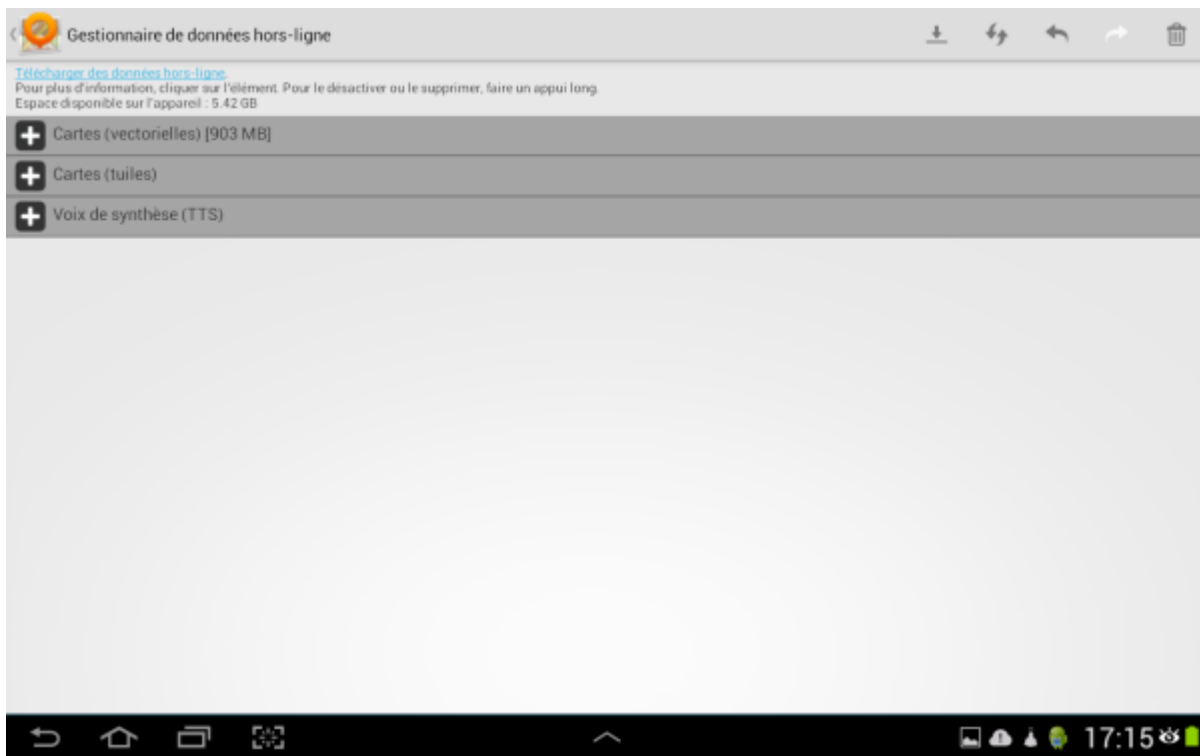 Gestionnaire de données hors-ligne
Télécharger des données hors-ligne.
Pour plus d'information, cliquer sur l'élément. Pour le désactiver ou le supprimer, faire un appui long.
Espace disponible sur l'appareil : 5.42 GB
Cartes (vectorielles) [903 MB]
Cartes (tuiles)
Voix de synthèse (TTS)
17:15